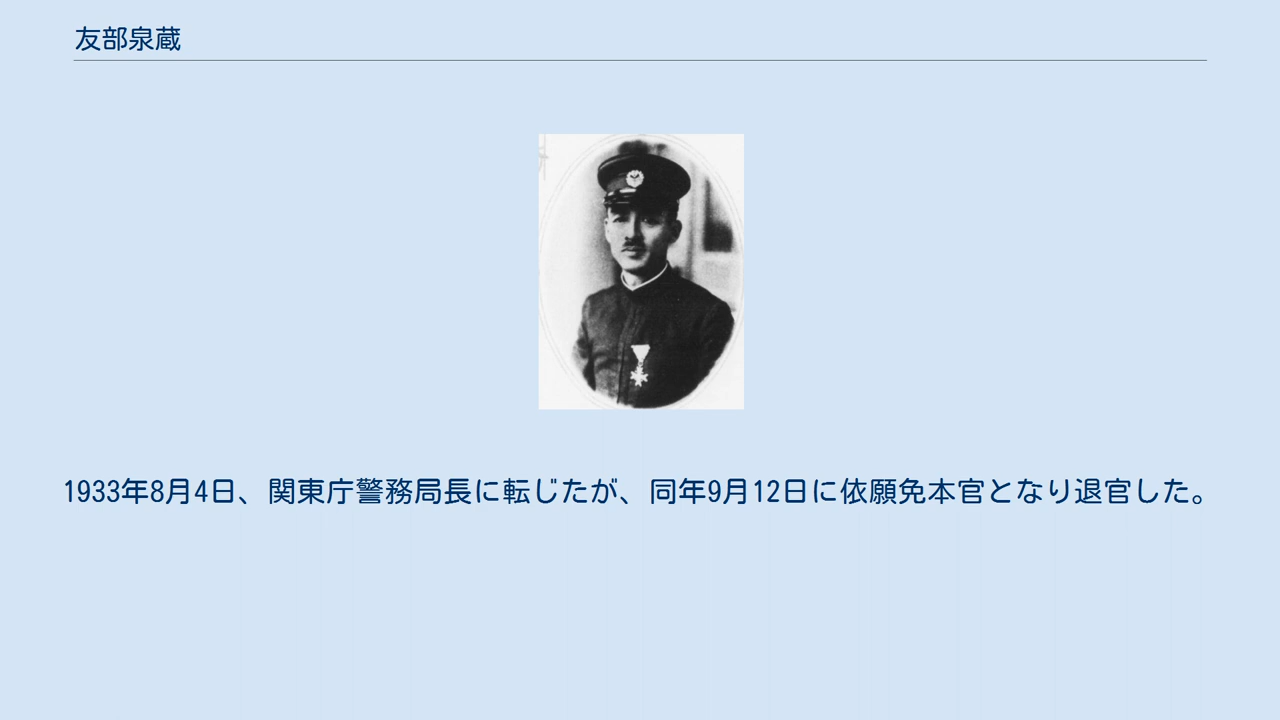 友部泉蔵
1933年8月4日、関東庁警務局長に転じたが、同年9月12日に依願免本官となり退官した。